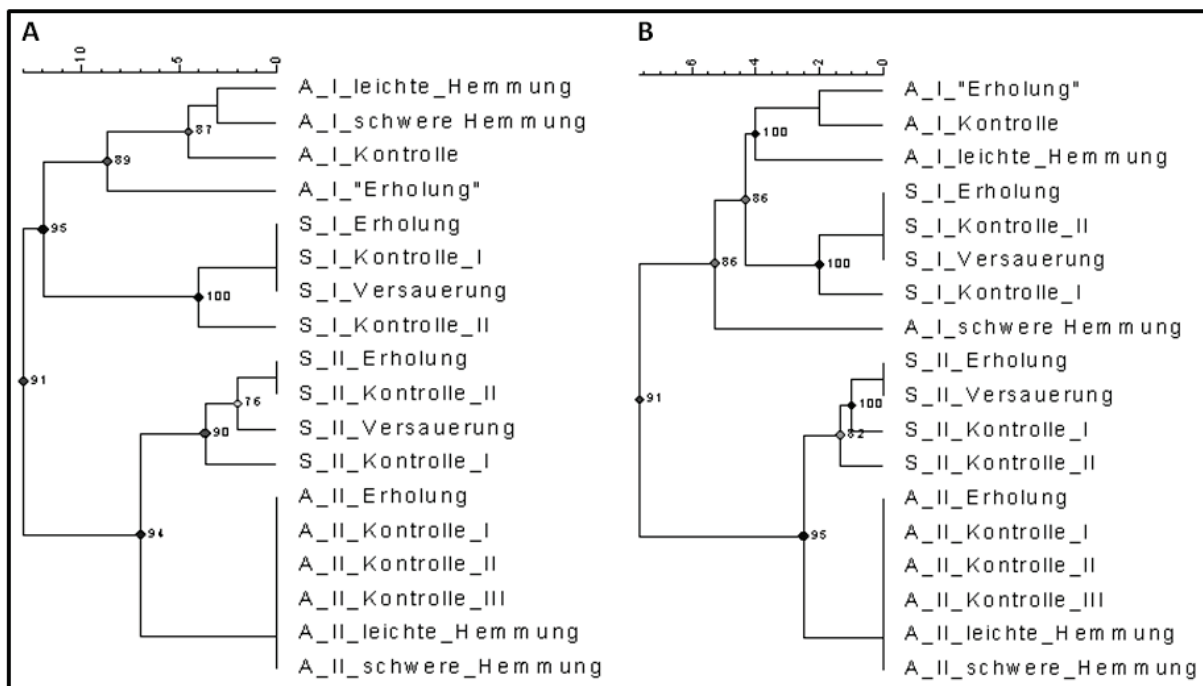 A
-10
-5
0
A_I_leichte_Hemmung
A_I_schwere Hemmung
87
A_I_Kontrolle
89
A_I_"Erholung"
95
S_I_Erholung
S_I_Kontrolle_I
S_I_Versauerung
100
S_I_Kontrolle_II
S_II_Erholung
91
S_II_Kontrolle_II
76
S_II_Versauerung
90
S_II_Kontrolle_I
A_II_Erholung
A_II_Kontrolle_I
94
A_II_Kontrolle_II
A_II_Kontrolle_III
A_II_leichte_Hemmung
A_II_schwere_Hemmung
B
-6
-4
-2
0
A_I_"Erholung"
A_I_Kontrolle
100
A_I_leichte_Hemmung
S_I_Erholung
86
S_I_Kontrolle_II
S_I_Versauerung
86
100
S_I_Kontrolle_I
A_I_schwere Hemmung
S_II_Erholung
S_II_Versauerung
91
100
S_II_Kontrolle_I
82
S_II_Kontrolle_II
A_II_Erholung
A_II_Kontrolle_I
95
A_II_Kontrolle_II
A_II_Kontrolle_III
A_II_leichte_Hemmung
A_II_schwere_Hemmung